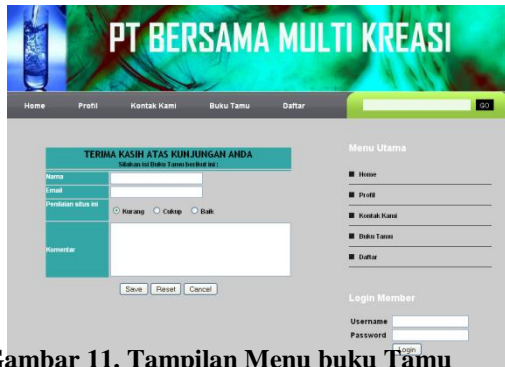 PT BERSAMA MULTI KREASI
Home Profil Kontak Kami Buku Tamu Daftar GO
TERIMA KASIH ATAS KUNJUNGAN ANDA
Silahkan isi Buku Tamu berikut ini :
Nama
Email
Penilaian situs ini
Kurang Cukup Baik
Komentar
Save Reset Cancel
Menu Utama
Home
Profil
Kontak Kami
Buku Tamu
Daftar
Login Member
Username
Password
Login
Gambar 11. Tampilan Menu buku Tamu